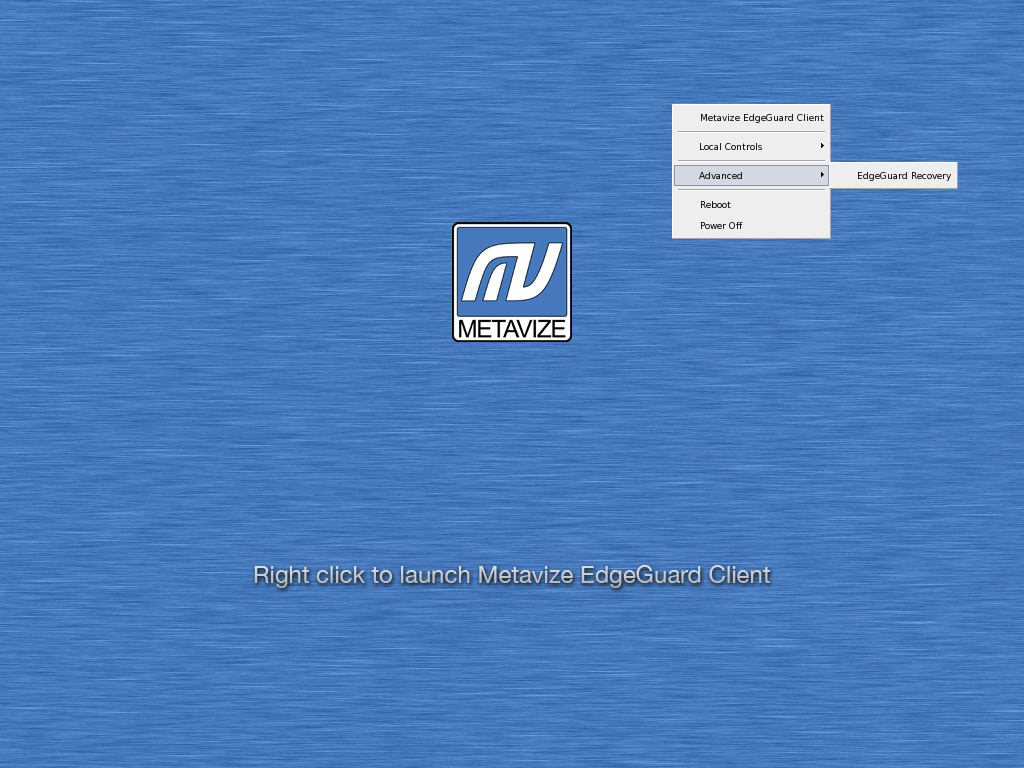 Metavize EdgeGuard Client
Local Controls
Advanced
EdgeGuard Recovery
Reboot
Power Off
METAVIZE
Right click to launch Metavize EdgeGuard Client